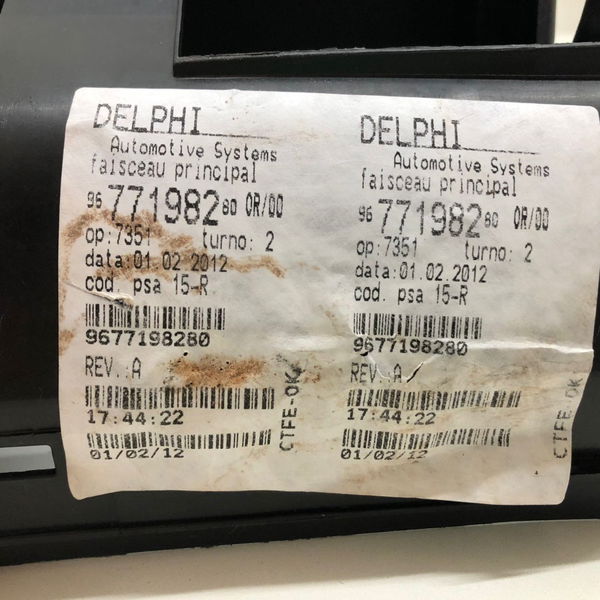 DELPHI
Automotive Systems
faisceau principal
96 771982 80 OR/00
op:7351 turno: 2
data:01.02 2012
cod. psa 15-R
9677198280
REV.:A
17:44:22
01/02/12
CTFE-OK
DELPHI
Automotive Systems
faisceau principal
96 771982 80 OR/00
op:7351 turno: 2
data:01.02.2012
cod. psa 15-R
9677198280
REV.:A
17:44:22
01/02/12
CTFE-OK